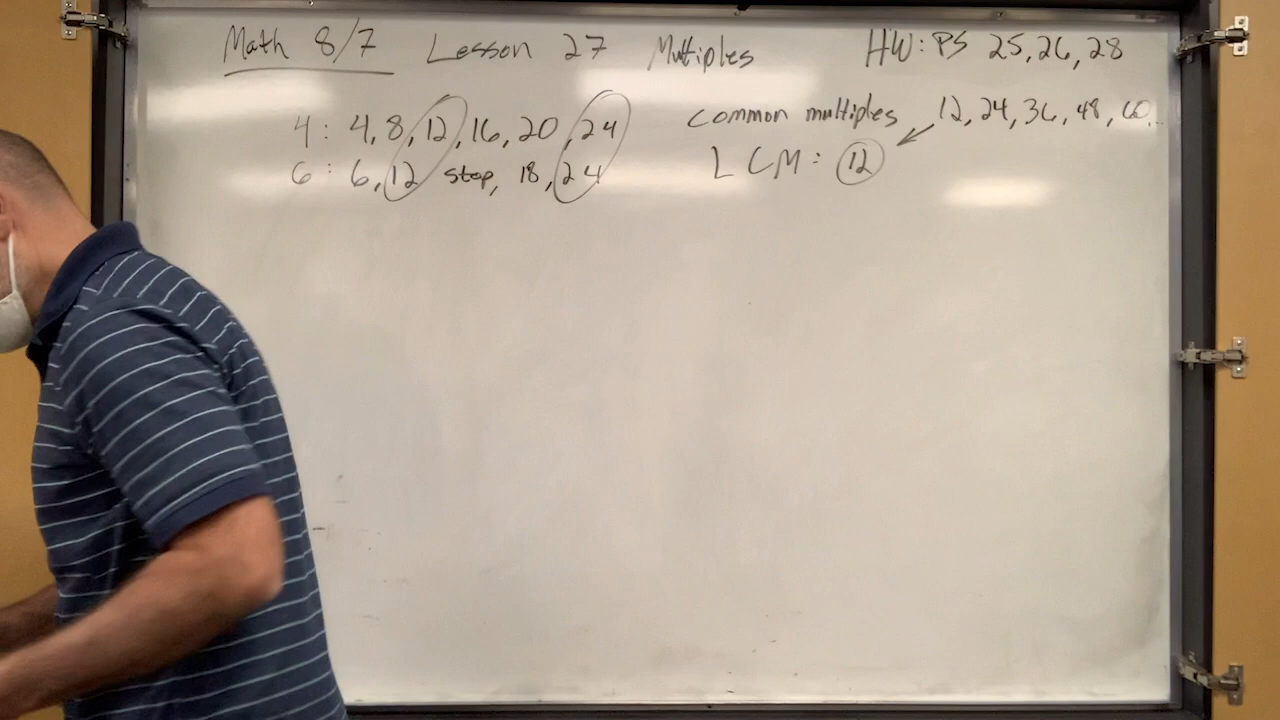 Math 8/7 Lesson 27 Multiples HW: PS 25, 26, 28
4: 4, 8, 12, 16, 20, 24 common multiples 12, 24, 36, 48, 60, ...
6: 6, 12 stop, 18, 24 LCM: 12